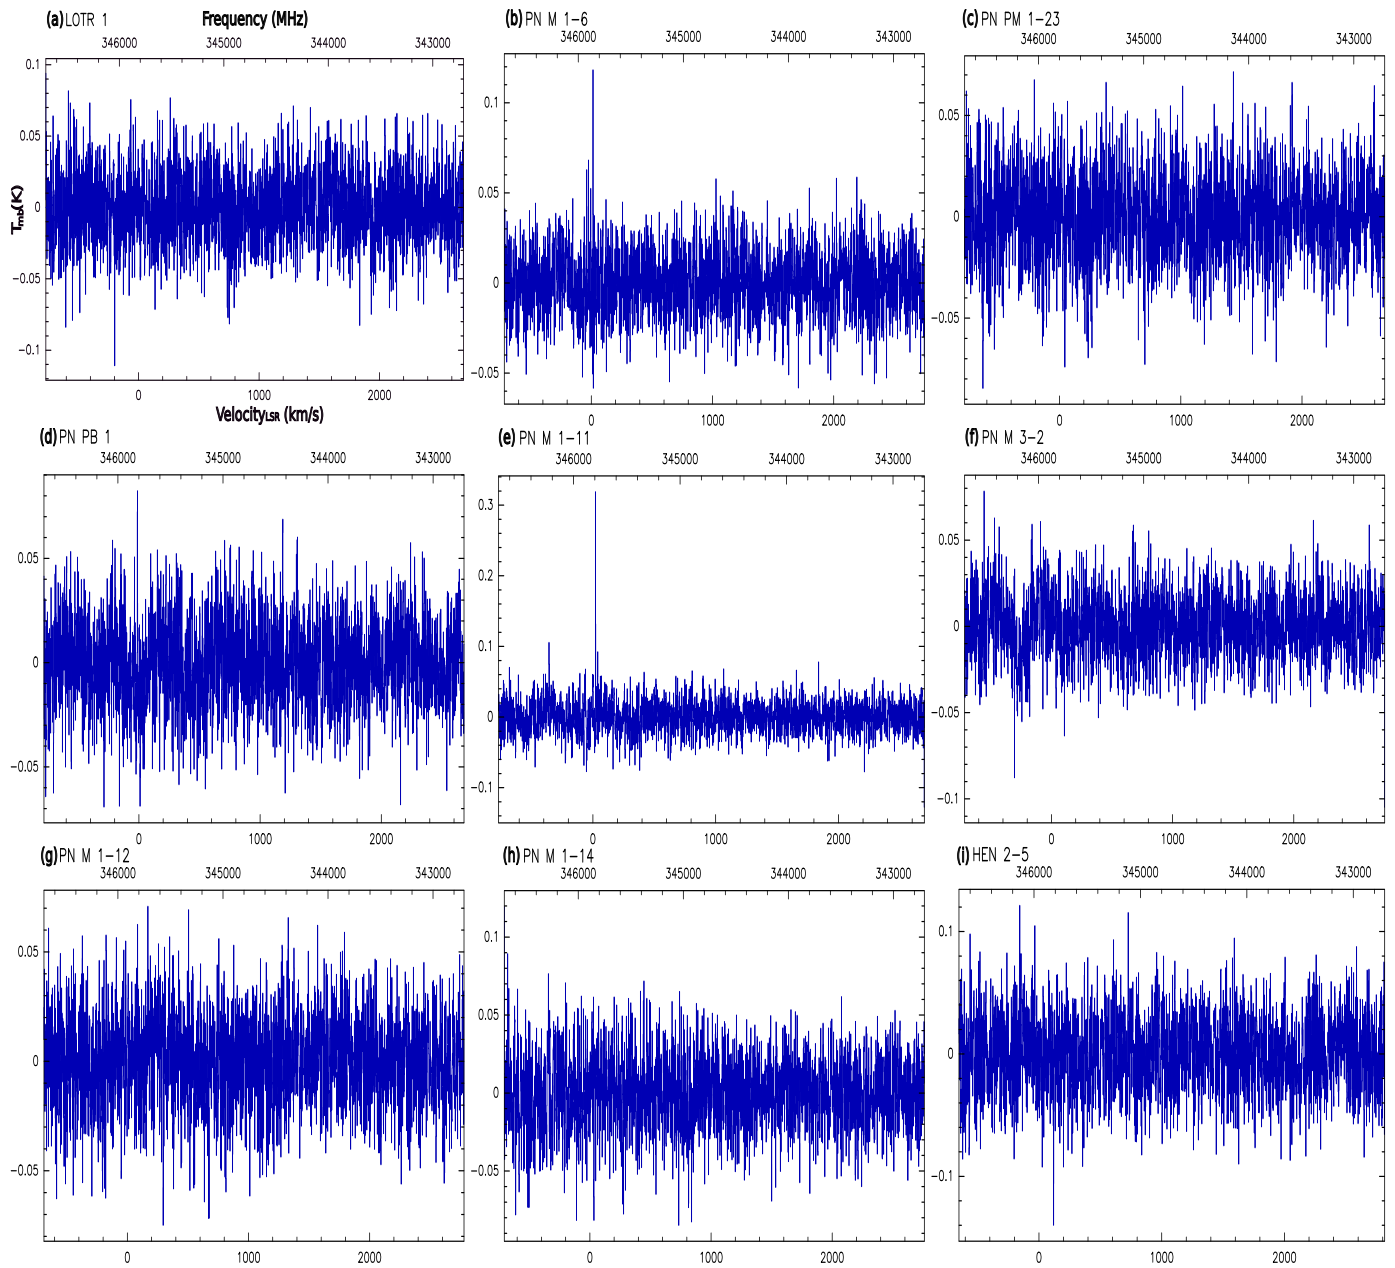 (a) LOTR 1 Frequency (MHz)
346000 345000 344000 343000
0.1
0.05
0
−0.05
−0.1
Tmb(K)
0 1000 2000
VelocityLSR (km/s)
(b) PN M 1−6
346000 345000 344000 343000
0.1
0.05
0
−0.05
0 1000 2000
(c) PN PM 1−23
346000 345000 344000 343000
0.05
0
−0.05
0 1000 2000
(d) PN PB 1
346000 345000 344000 343000
0.05
0
−0.05
0 1000 2000
(e) PN M 1−11
346000 345000 344000 343000
0.3
0.2
0.1
0
−0.1
0 1000 2000
(f) PN M 3−2
346000 345000 344000 343000
0.05
0
−0.05
−0.1
0 1000 2000
(g) PN M 1−12
346000 345000 344000 343000
0.05
0
−0.05
0 1000 2000
(h) PN M 1−14
346000 345000 344000 343000
0.1
0.05
0
−0.05
0 1000 2000
(i) HEN 2−5
346000 345000 344000 343000
0.1
0
−0.1
0 1000 2000